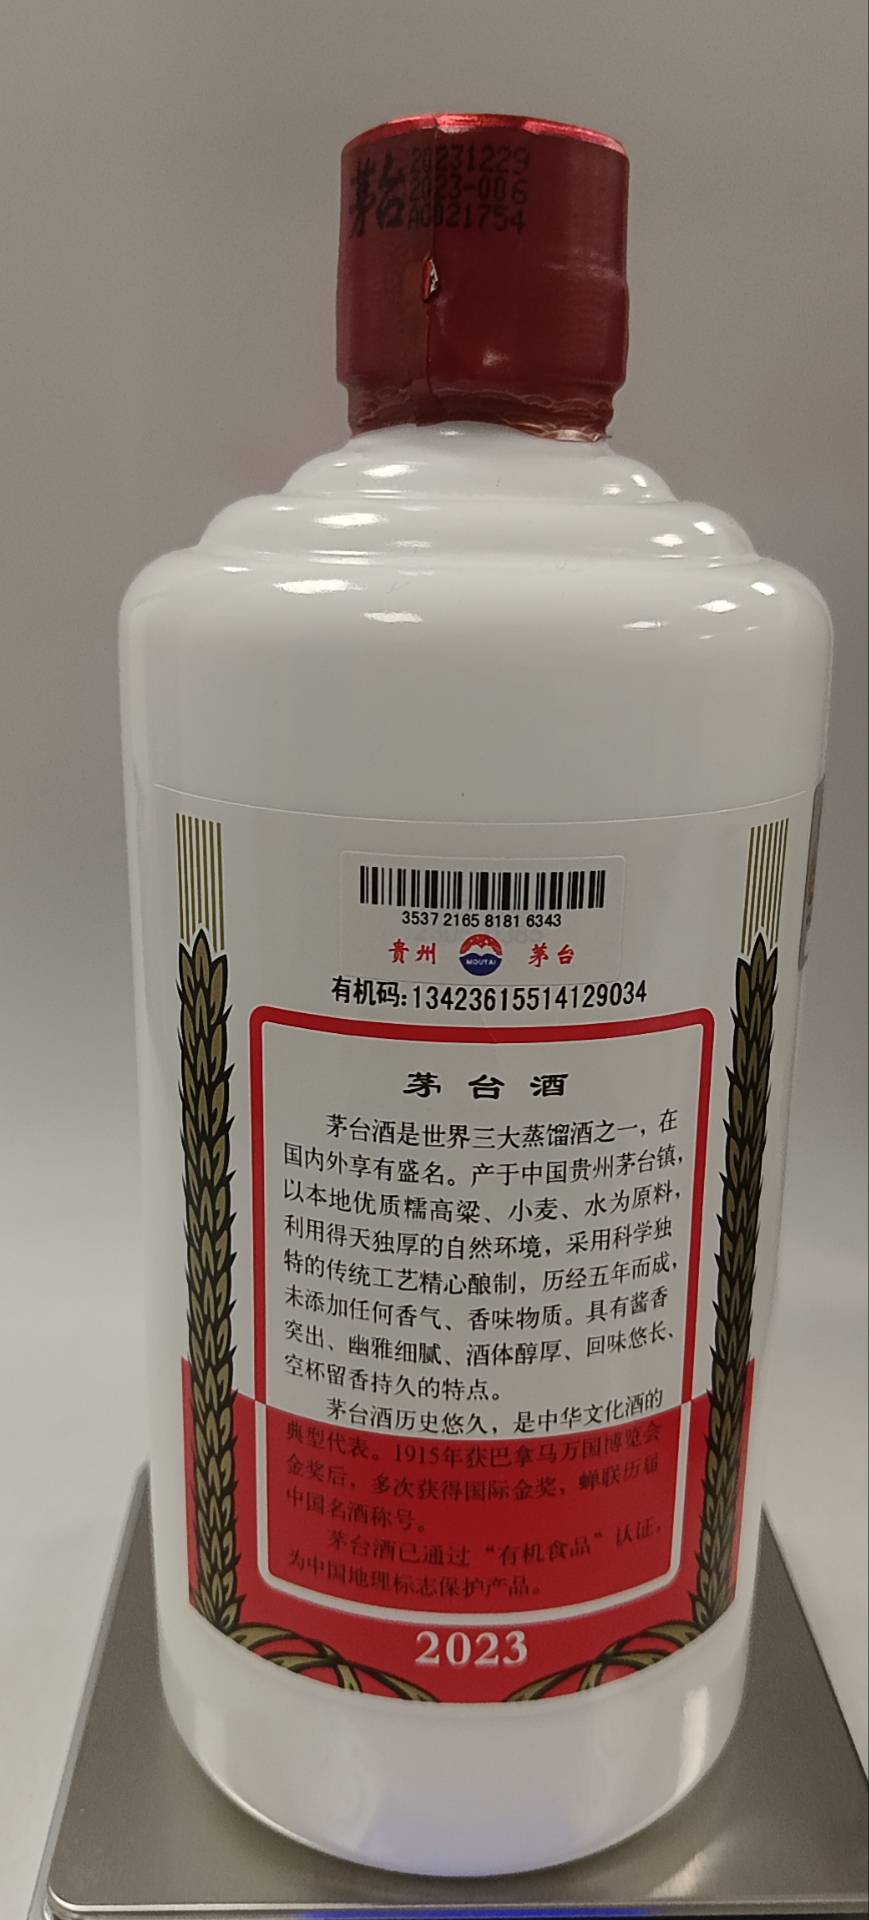 茅台
20231229
2023-006
A0021754
3537 2165 8181 6343
贵州 MOUTAI 茅台
有机码:13423615514129034
茅台酒
茅台酒是世界三大蒸馏酒之一，在
国内外享有盛名。产于中国贵州茅台镇，
以本地优质糯高粱、小麦、水为原料，
利用得天独厚的自然环境，采用科学独
特的传统工艺精心酿制，历经五年而成，
未添加任何香气、香味物质。具有酱香
突出、幽雅细腻、酒体醇厚、回味悠长、
空杯留香持久的特点。
茅台酒历史悠久，是中华文化酒的
典型代表。1915年获巴拿马万国博览会
金奖后，多次获得国际金奖，蝉联历届
中国名酒称号。
茅台酒已通过“有机食品”认证，
为中国地理标志保护产品。
2023